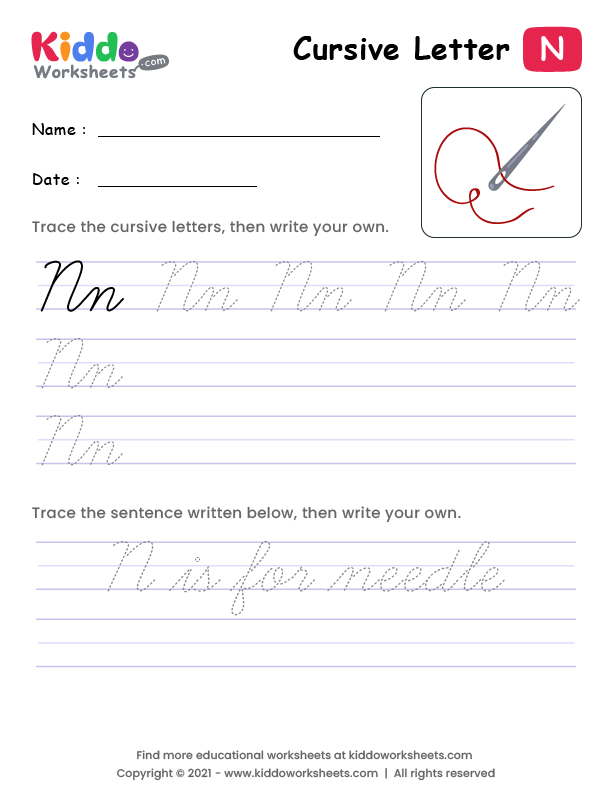 Kiddo
Worksheets.com
Cursive Letter N
Name :
Date :
Trace the cursive letters, then write your own.
Nn Nn Nn Nn Nn
Nn
Nn
Trace the sentence written below, then write your own.
N is for needle
Find more educational worksheets at kiddoworksheets.com
Copyright © 2021 - www.kiddoworksheets.com | All rights reserved